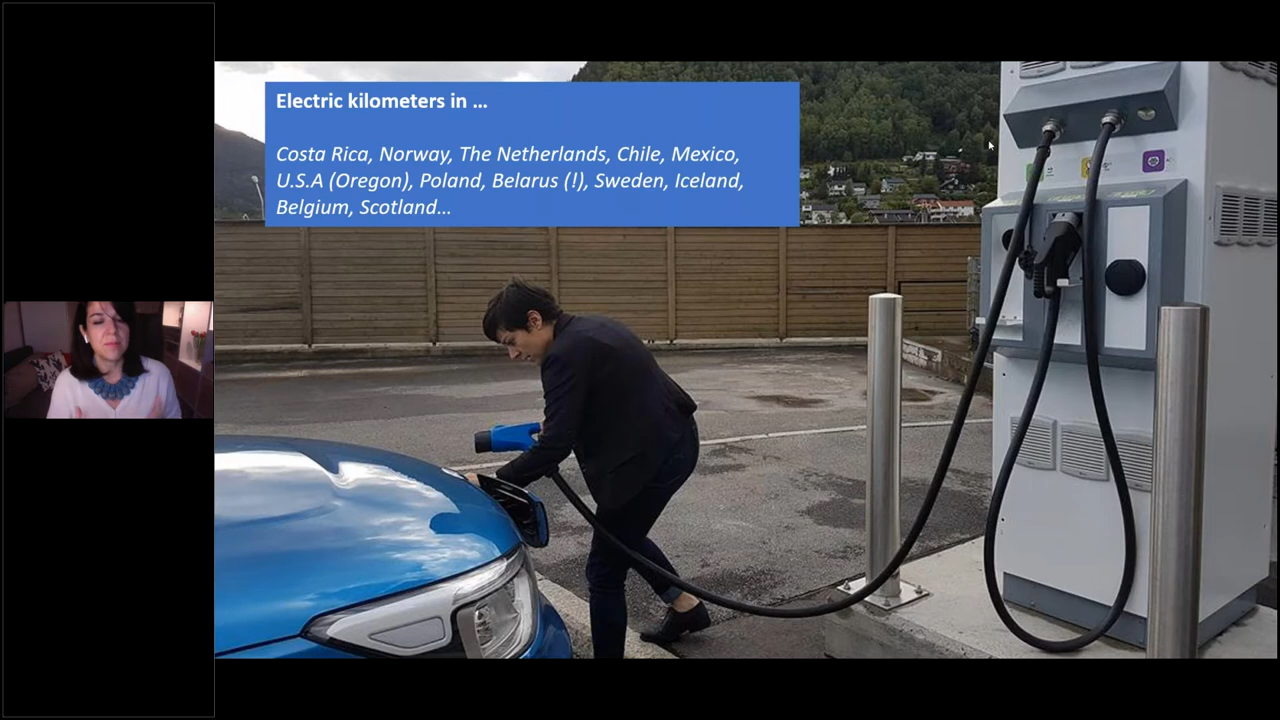 Electric kilometers in …
Costa Rica, Norway, The Netherlands, Chile, Mexico,
U.S.A (Oregon), Poland, Belarus (!), Sweden, Iceland,
Belgium, Scotland…